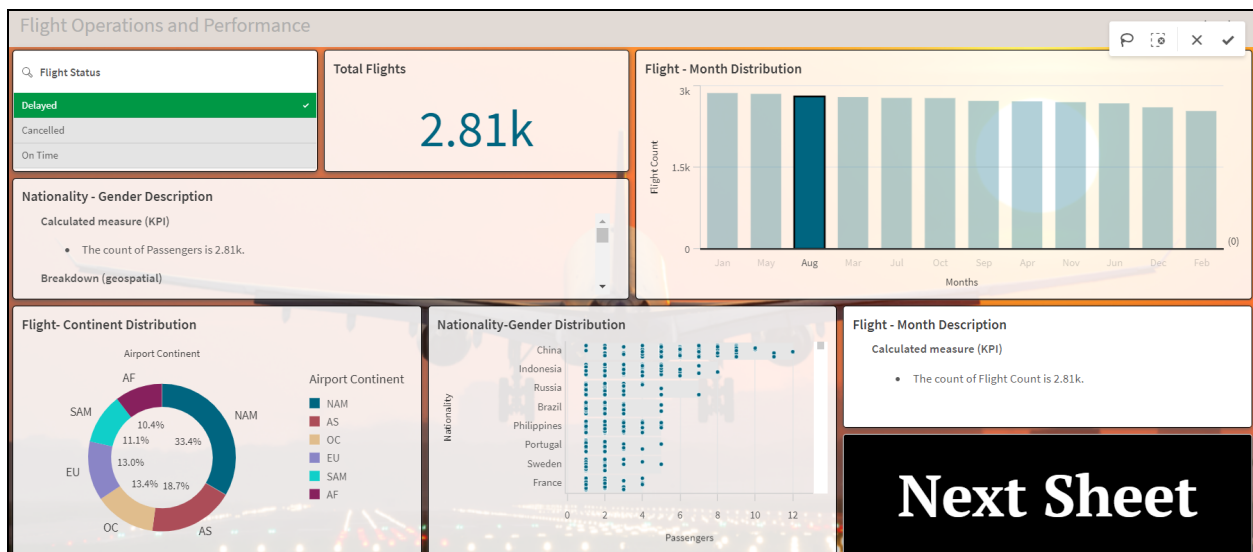 Flight Operations and Performance
Flight Status
Delayed
Cancelled
On Time
Total Flights
2.81k
Flight - Month Distribution
3k
1.5k
0
Flight Count
(0)
Jan May Aug Mar Jul Oct Sep Apr Nov Jun Dec Feb
Months
Nationality - Gender Description
Calculated measure (KPI)
• The count of Passengers is 2.81k.
Breakdown (geospatial)
Flight- Continent Distribution
Airport Continent
AF
SAM
EU
OC
AS
NAM
10.4%
11.1%
13.0%
13.4%
18.7%
33.4%
Airport Continent
NAM
AS
OC
EU
SAM
AF
Nationality-Gender Distribution
Nationality
China
Indonesia
Russia
Brazil
Philippines
Portugal
Sweden
France
0 2 4 6 8 10 12
Passengers
Flight - Month Description
Calculated measure (KPI)
• The count of Flight Count is 2.81k.
Next Sheet